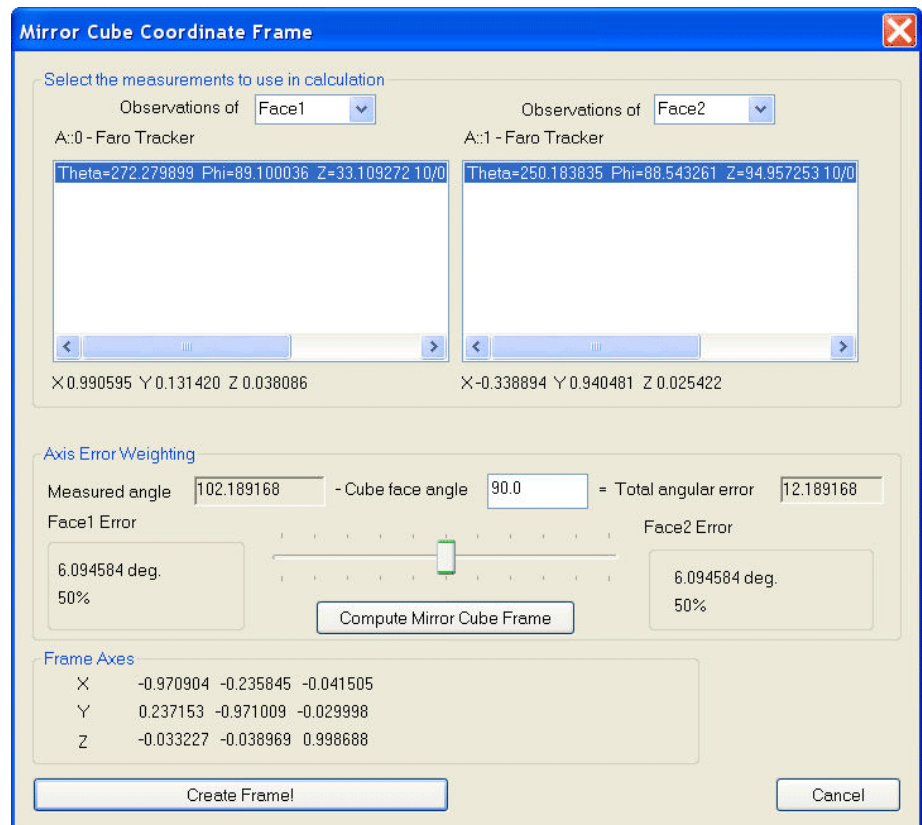 Mirror Cube Coordinate Frame
Select the measurements to use in calculation
Observations of Face1
Observations of Face2
A::0 - Faro Tracker
A::1 - Faro Tracker
Theta=272.279899 Phi=89.100036 Z=33.109272 10/0
Theta=250.183835 Phi=88.543261 Z=94.957253 10/0
X 0.990595 Y 0.131420 Z 0.038086
X -0.338894 Y 0.940481 Z 0.025422
Axis Error Weighting
Measured angle 102.189168 - Cube face angle 90.0 = Total angular error 12.189168
Face1 Error
Face2 Error
6.094584 deg.
50%
6.094584 deg.
50%
Compute Mirror Cube Frame
Frame Axes
X -0.970904 -0.235845 -0.041505
Y 0.237153 -0.971009 -0.029998
Z -0.033227 -0.038969 0.998688
Create Frame!
Cancel